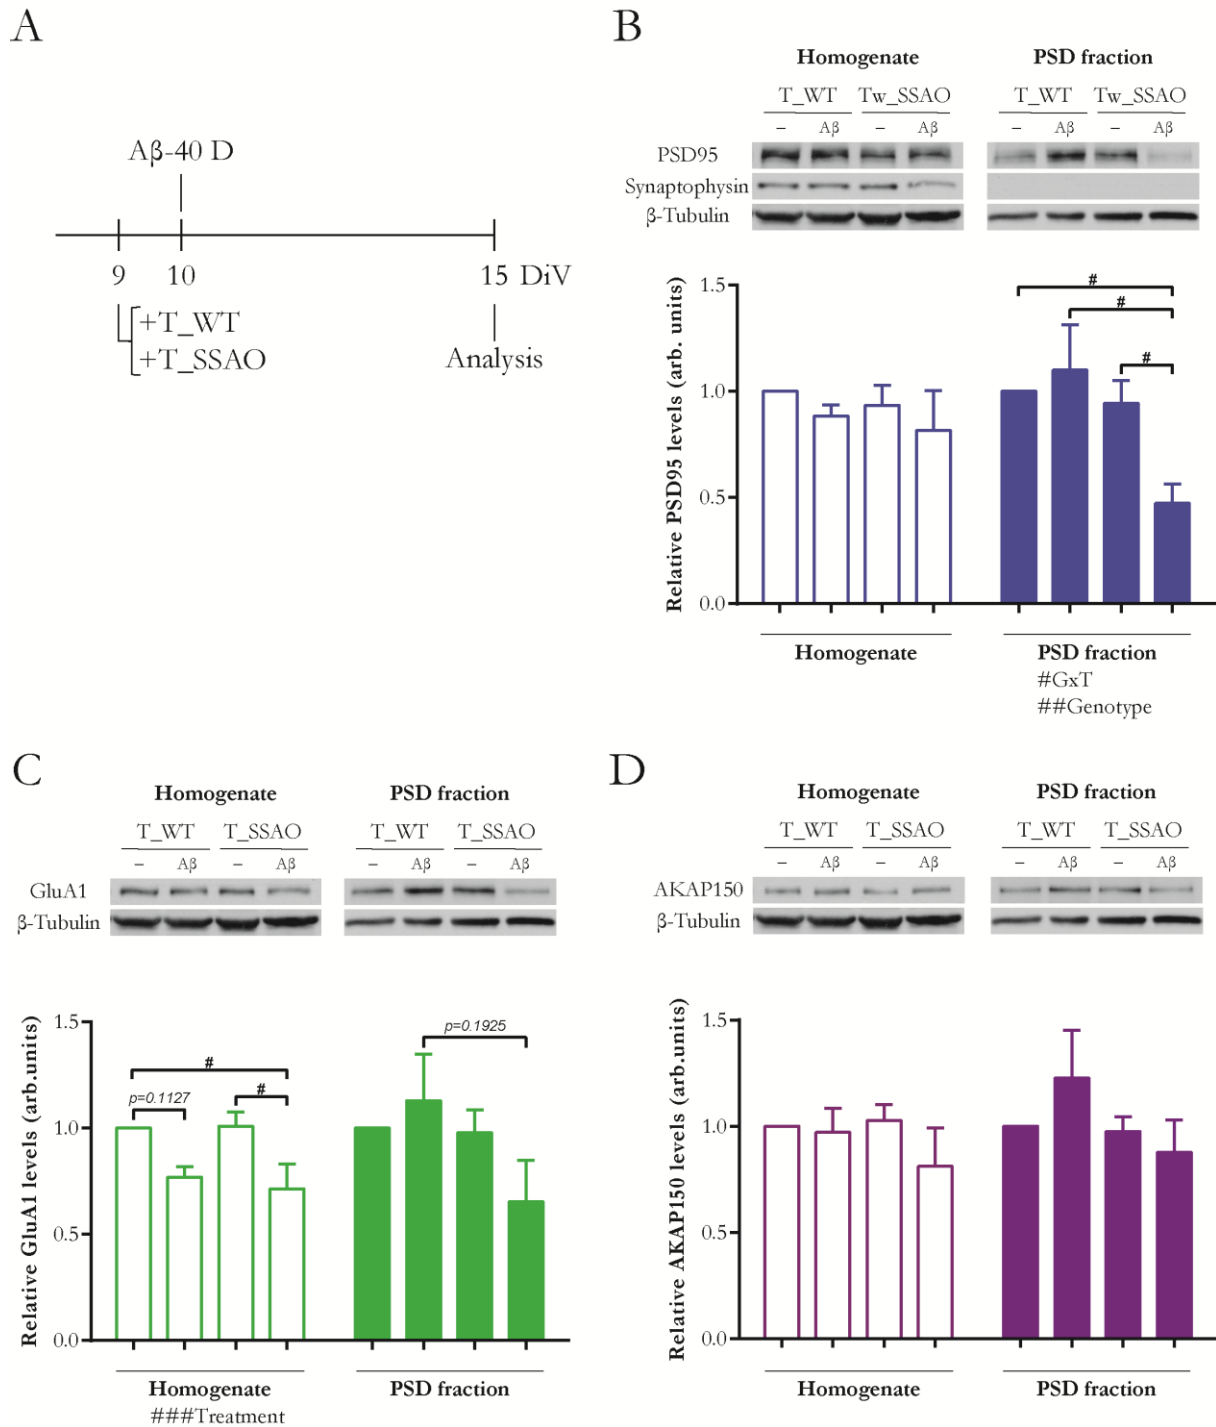 A
Aβ-40 D
9 10 15 DiV
+T_WT
+T_SSAO
Analysis
B
Homogenate PSD fraction
T_WT Tw_SSAO T_WT Tw_SSAO
– Aβ – Aβ – Aβ – Aβ
PSD95
Synaptophysin
β-Tubulin
Relative PSD95 levels (arb. units)
1.5
1.0
0.5
0.0
#
#
#
Homogenate PSD fraction
#GxT
##Genotype
C
Homogenate PSD fraction
T_WT T_SSAO T_WT T_SSAO
– Aβ – Aβ – Aβ – Aβ
GluA1
β-Tubulin
Relative GluA1 levels (arb.units)
1.5
1.0
0.5
0.0
p=0.1925
#
#
p=0.1127
Homogenate PSD fraction
###Treatment
D
Homogenate PSD fraction
T_WT T_SSAO T_WT T_SSAO
– Aβ – Aβ – Aβ – Aβ
AKAP150
β-Tubulin
Relative AKAP150 levels (arb.units)
1.5
1.0
0.5
0.0
Homogenate PSD fraction